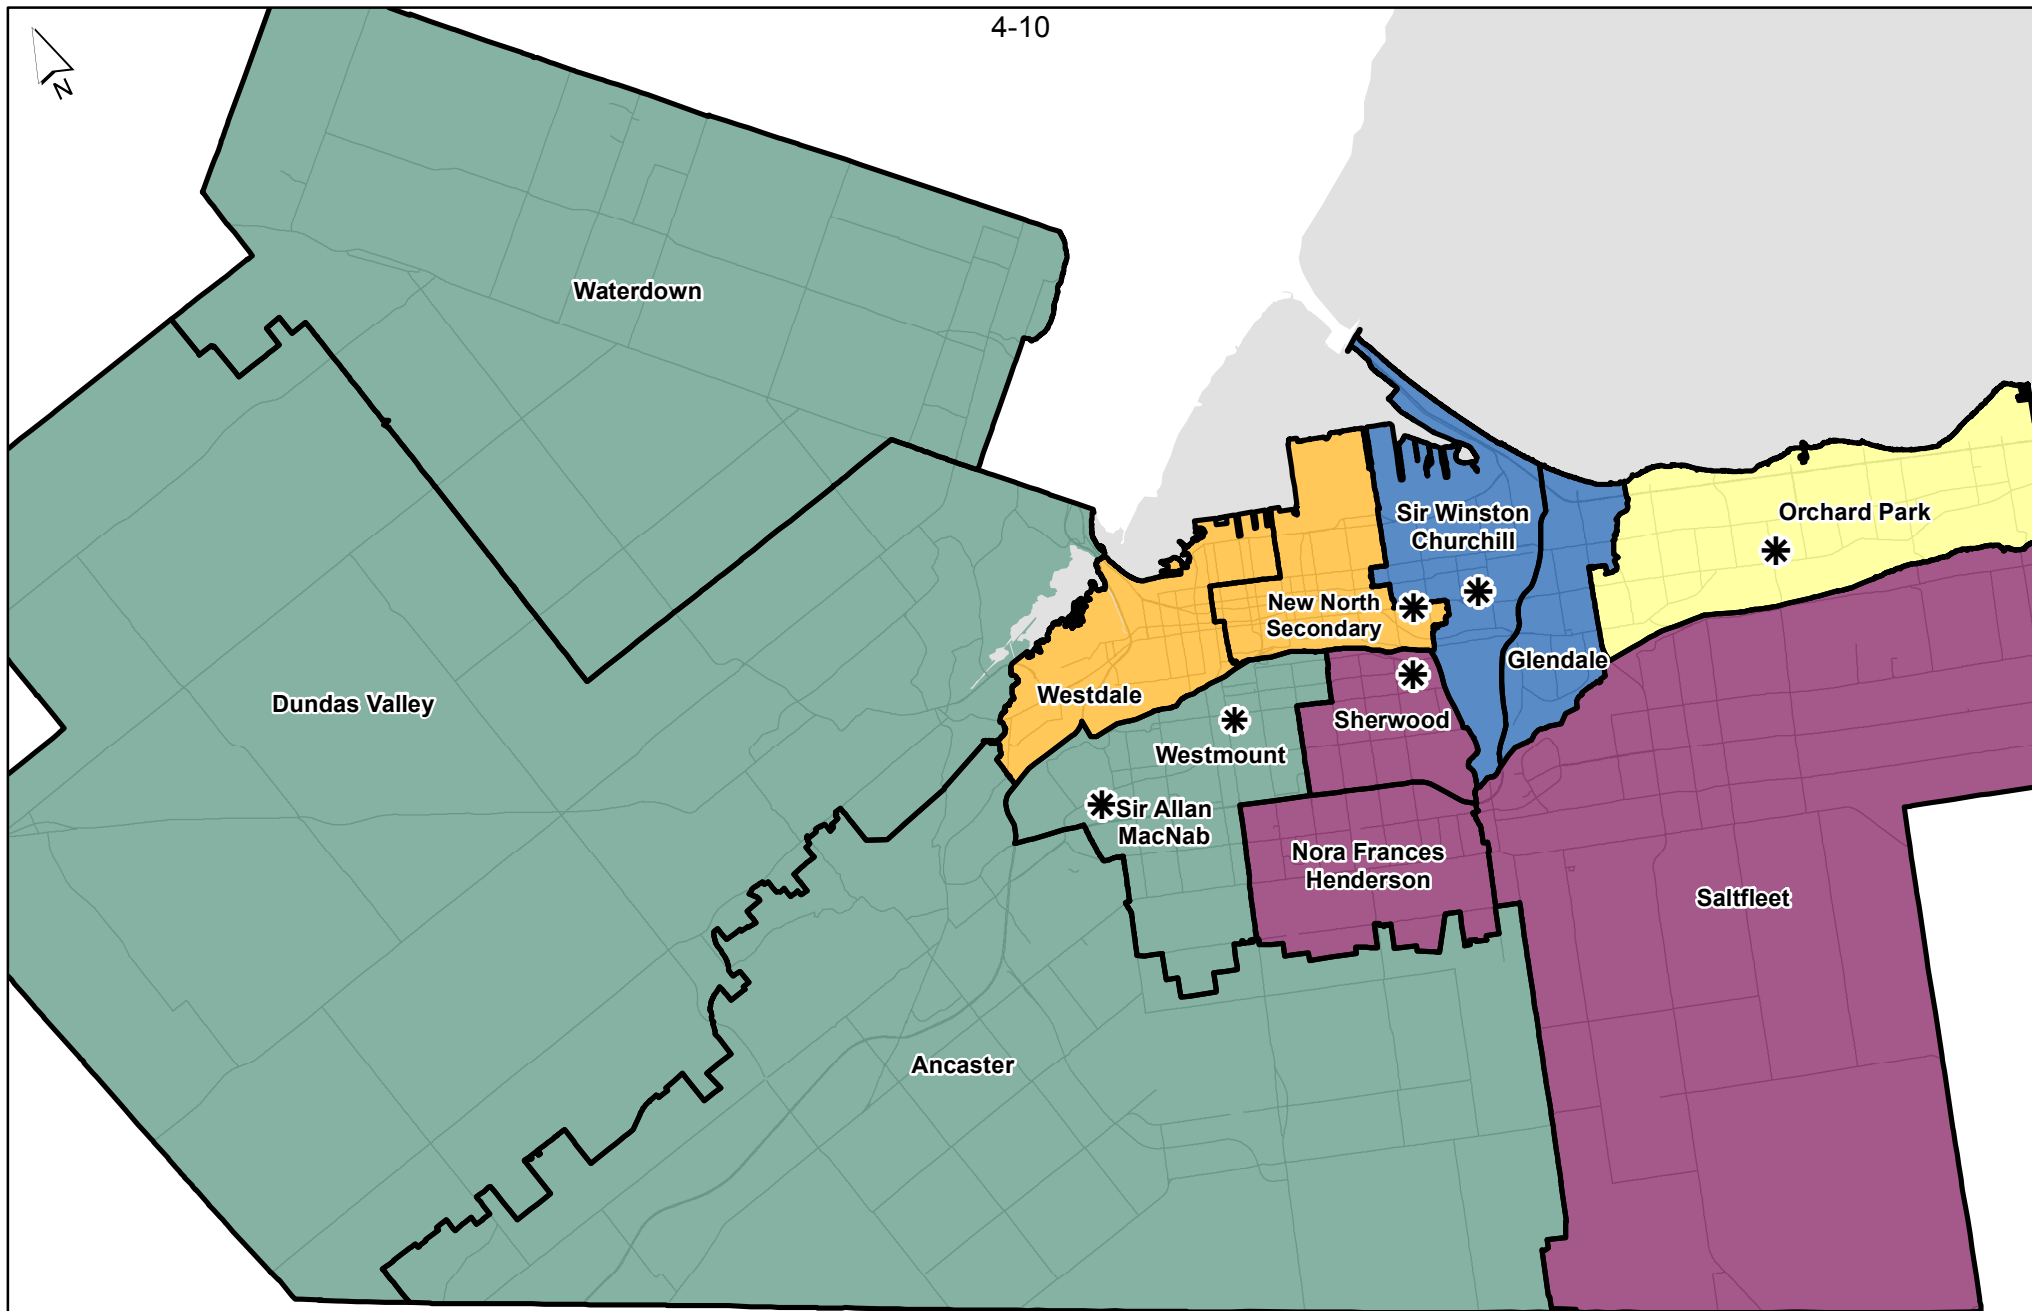 4-10
N
Waterdown
Sir Winston
Churchill
Orchard Park
New North
Secondary
Glendale
Westdale
Dundas Valley
Sherwood
Westmount
Sir Allan
MacNab
Nora Frances
Henderson
Saltfleet
Ancaster